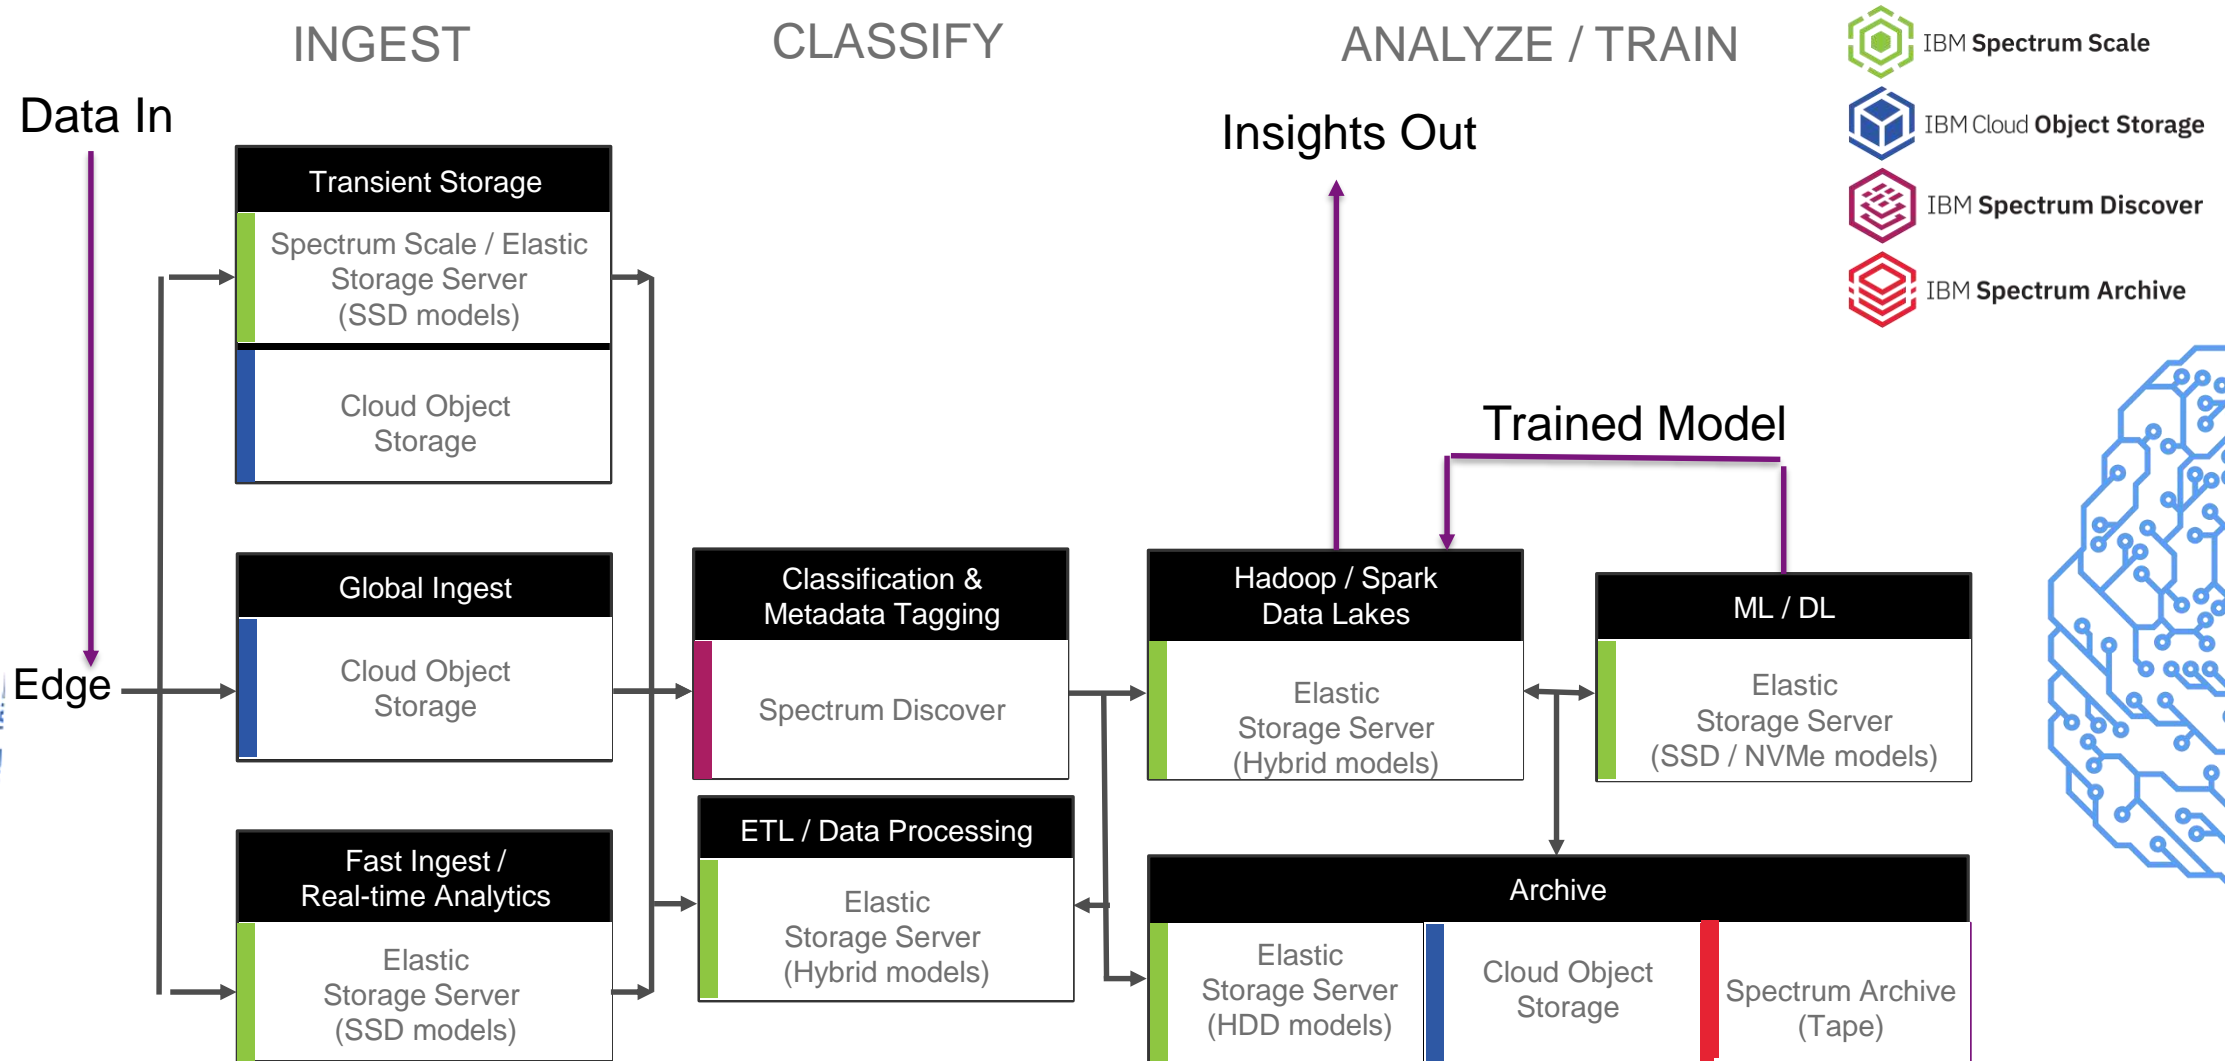 INGEST
CLASSIFY
ANALYZE / TRAIN
IBM Spectrum Scale
IBM Cloud Object Storage
IBM Spectrum Discover
IBM Spectrum Archive
Data In
Insights Out
Trained Model
Edge
Transient Storage
Spectrum Scale / Elastic
Storage Server
(SSD models)
Cloud Object
Storage
Global Ingest
Cloud Object
Storage
Fast Ingest /
Real-time Analytics
Elastic
Storage Server
(SSD models)
Classification &
Metadata Tagging
Spectrum Discover
ETL / Data Processing
Elastic
Storage Server
(Hybrid models)
Hadoop / Spark
Data Lakes
Elastic
Storage Server
(Hybrid models)
ML / DL
Elastic
Storage Server
(SSD / NVMe models)
Archive
Elastic
Storage Server
(HDD models)
Cloud Object
Storage
Spectrum Archive
(Tape)